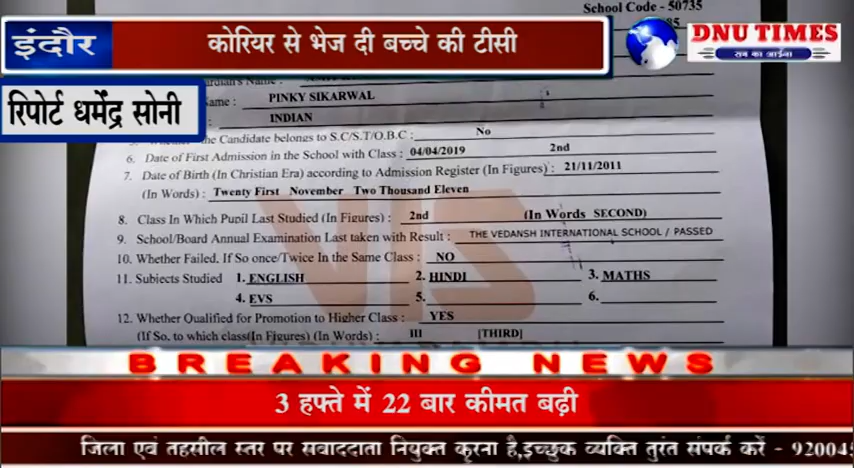 School Code - 50735
85
इंदौर
कोरियर से भेज दी बच्चे की टीसी
DNU TIMES
सच का आईना
रिपोर्ट धर्मेंद्र सोनी
ardian's Name :
ame : PINKY SIKARWAL
: INDIAN
the Candidate belongs to S.C/S.T/O.B.C : No
6. Date of First Admission in the School with Class : 04/04/2019 2nd
7. Date of Birth (In Christian Era) according to Admission Register (In Figures) : 21/11/2011
(In Words) : Twenty First November Two Thousand Eleven
8. Class In Which Pupil Last Studied (In Figures) : 2nd (In Words SECOND)
9. School/Board Annual Examination Last taken with Result : THE VEDANSH INTERNATIONAL SCHOOL / PASSED
10. Whether Failed. If So once/Twice In the Same Class : NO
11. Subjects Studied 1. ENGLISH 2. HINDI 3. MATHS
4. EVS 5. 6.
12. Whether Qualified for Promotion to Higher Class : YES
(If So, to which class(In Figures) (In Words) : III [THIRD]
VIS
BREAKING NEWS
3 हफ्ते में 22 बार कीमत बढ़ी
जिला एवं तहसील स्तर पर सवाददाता नियुक्त करना है,इच्छुक व्यक्ति तुरंत संपर्क करें - 92004